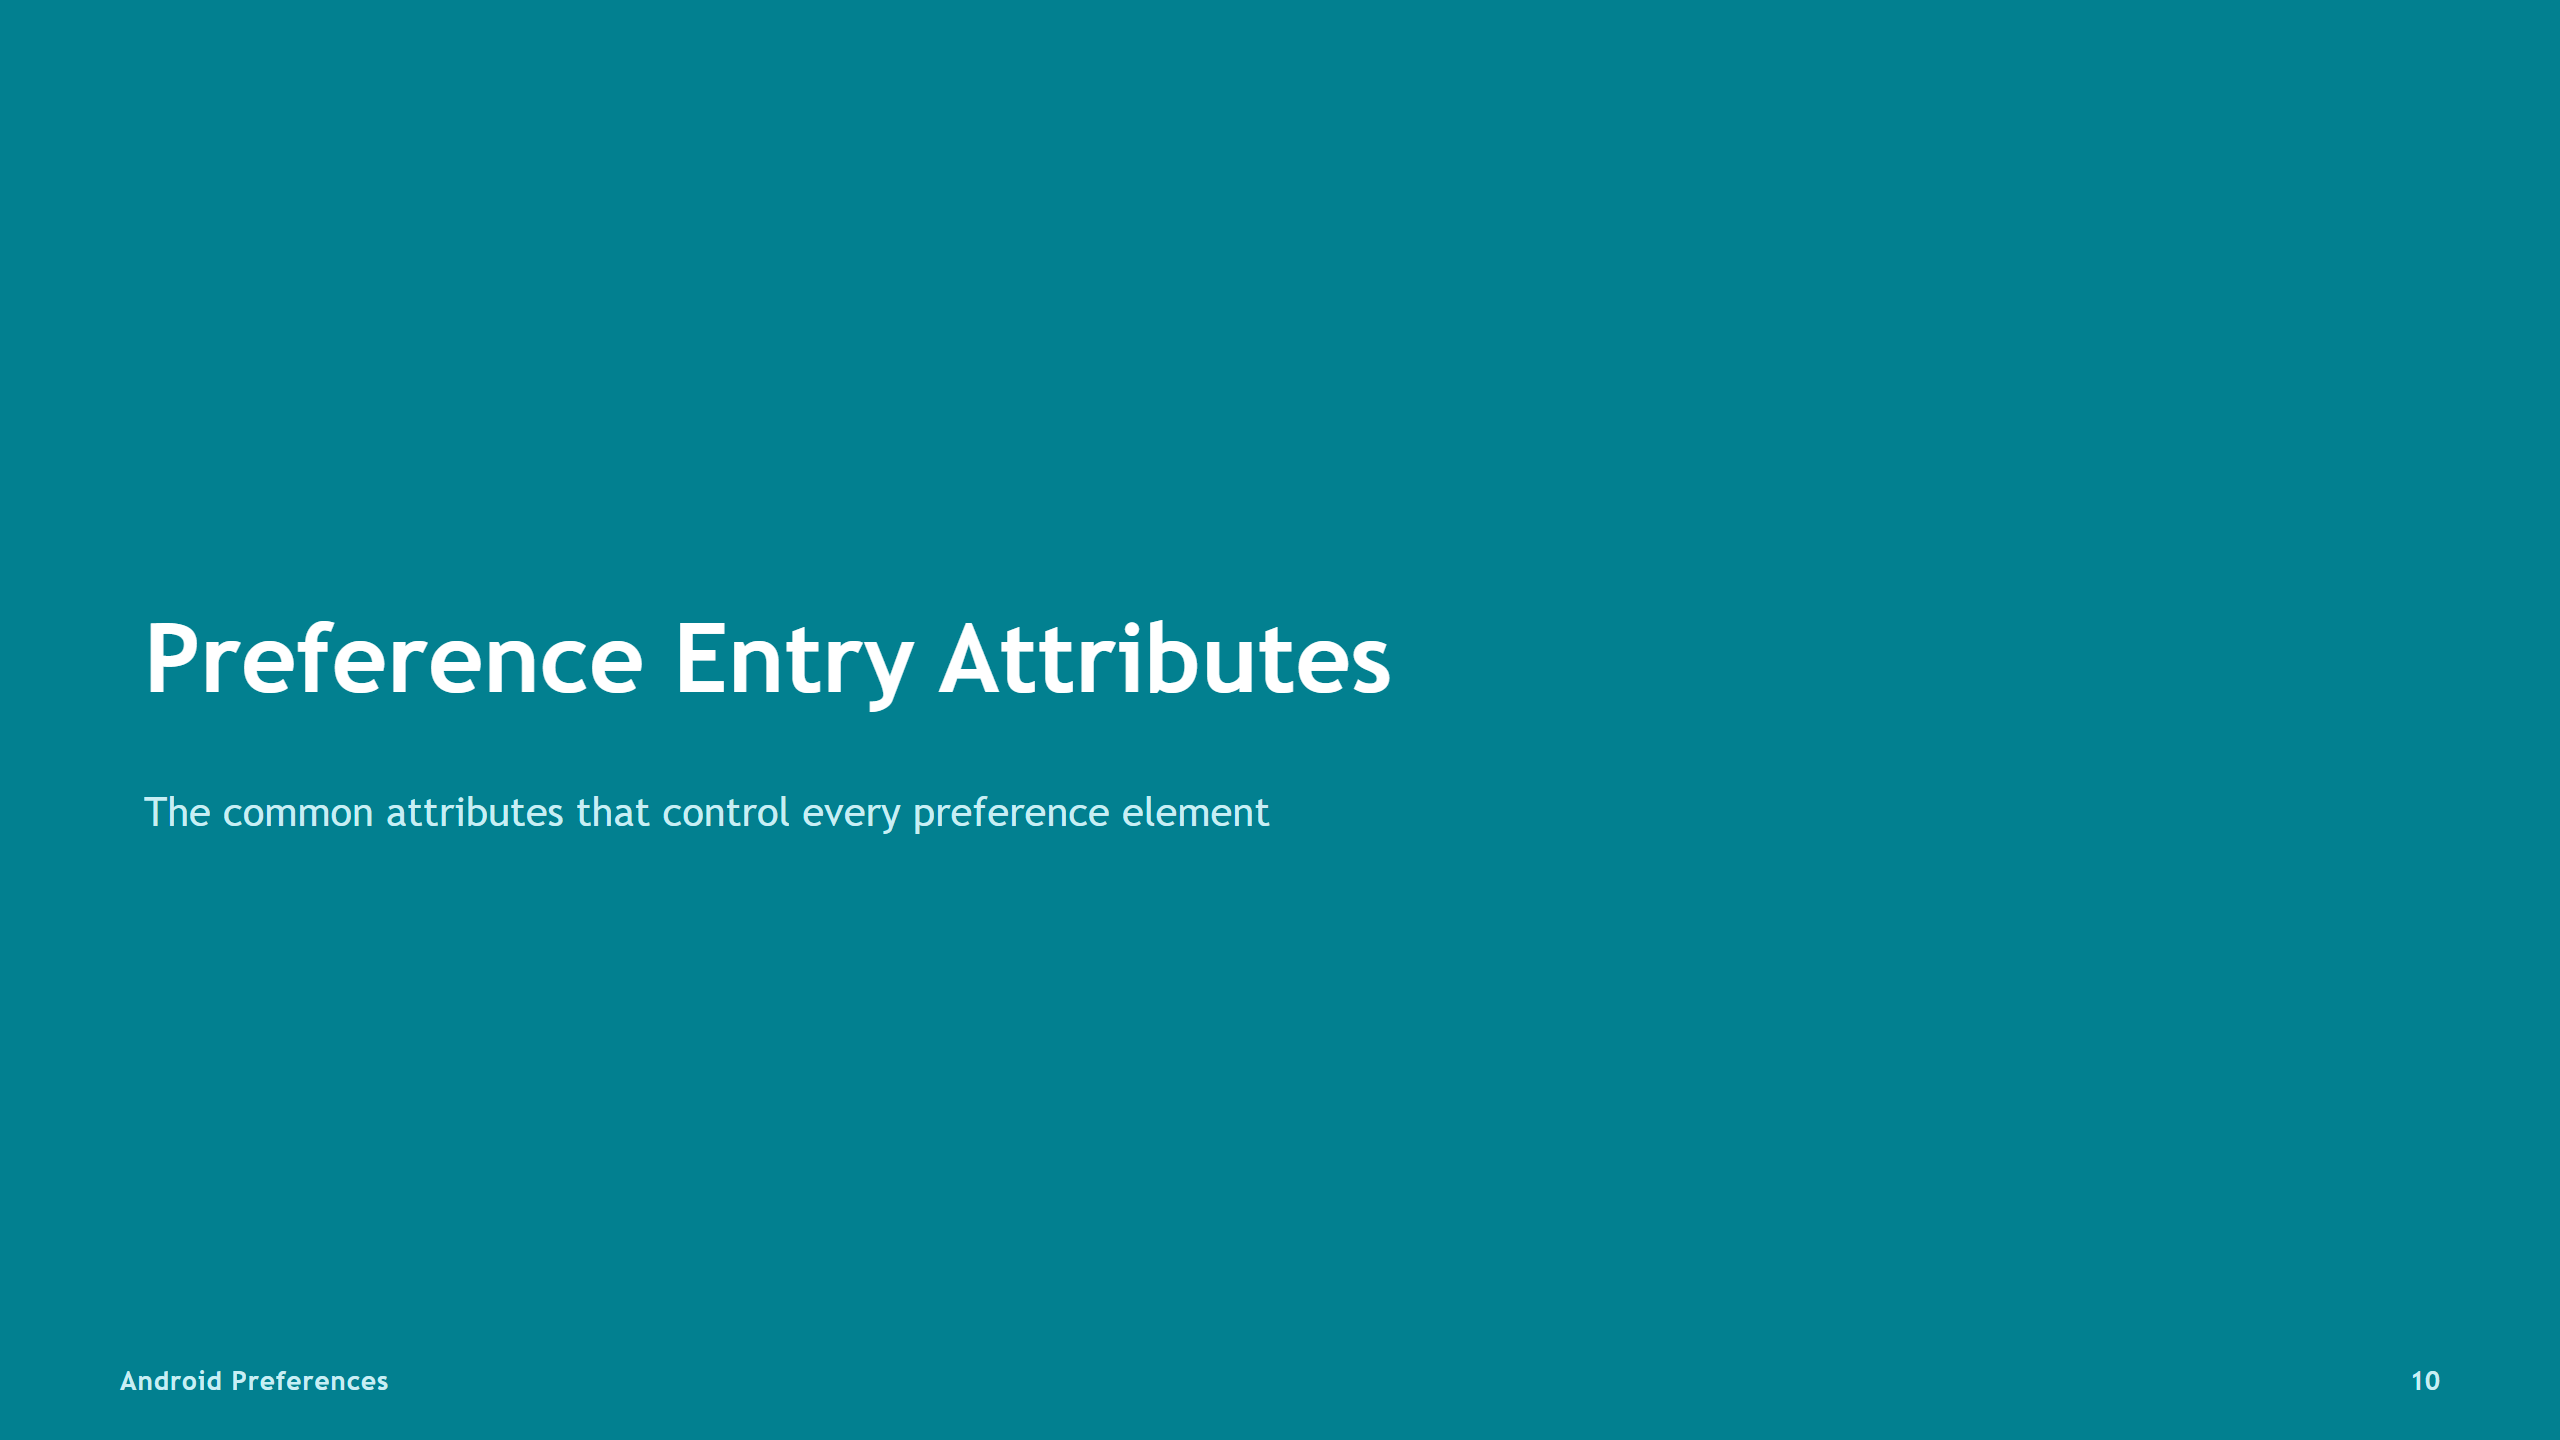 Preference Entry Attributes
The common attributes that control every preference element
Android Preferences
10